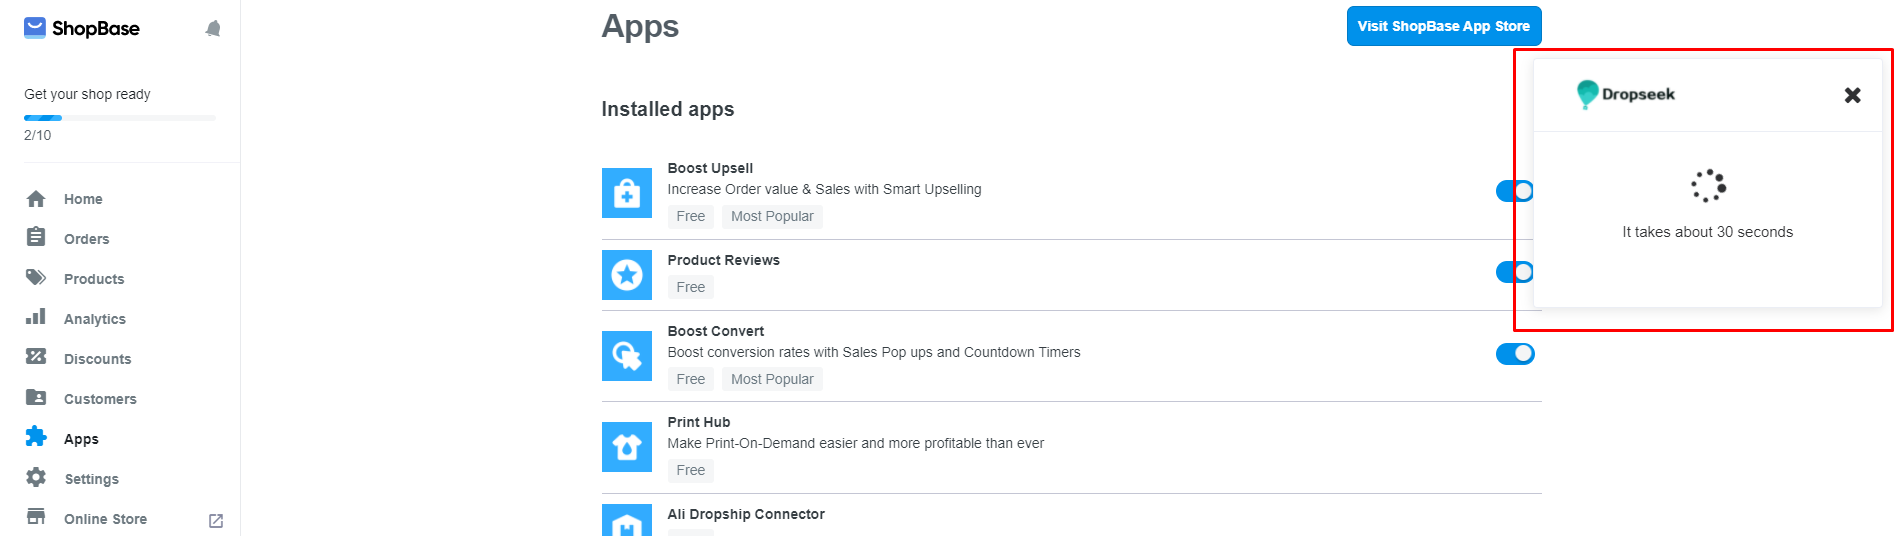 ShopBase
Get your shop ready
2/10
Home
Orders
Products
Analytics
Discounts
Customers
Apps
Settings
Online Store
Apps
Visit ShopBase App Store
Installed apps
Boost Upsell
Increase Order value & Sales with Smart Upselling
Free Most Popular
Product Reviews
Free
Boost Convert
Boost conversion rates with Sales Pop ups and Countdown Timers
Free Most Popular
Print Hub
Make Print-On-Demand easier and more profitable than ever
Free
Ali Dropship Connector
Dropseek
It takes about 30 seconds